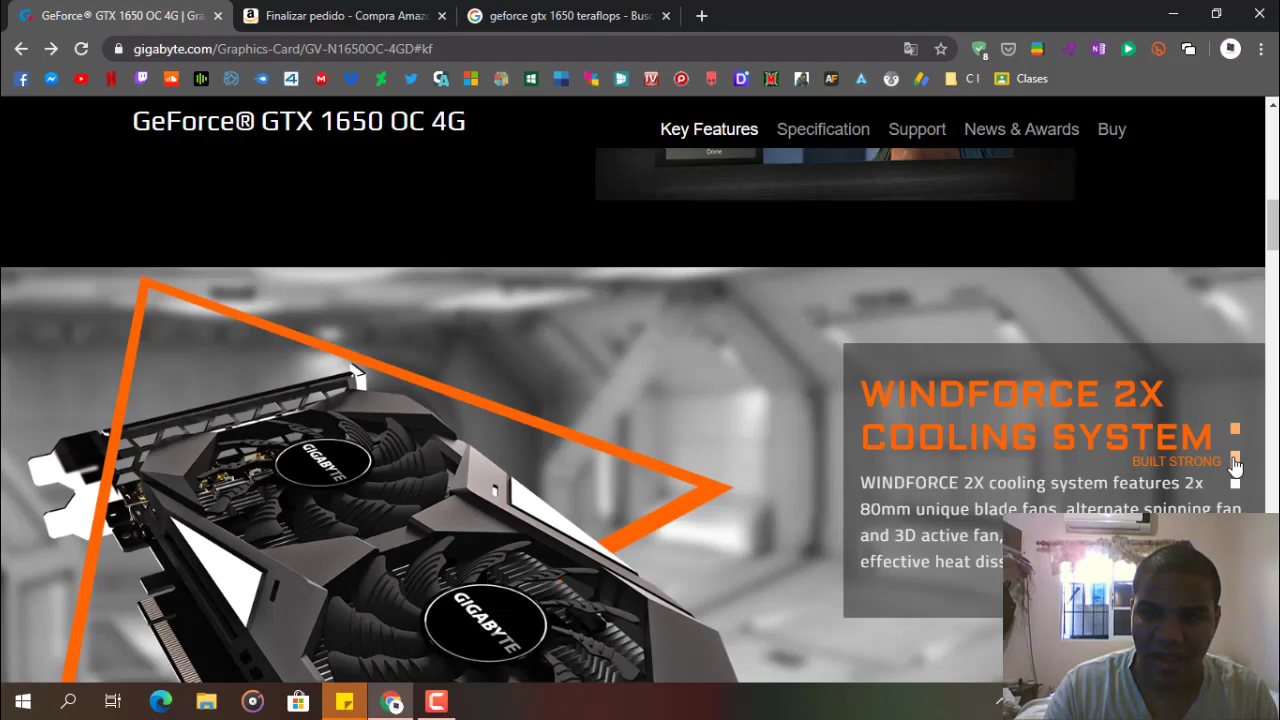 GeForce® GTX 1650 OC 4G | Gra
Finalizar pedido - Compra Amazo
geforce gtx 1650 teraflops - Busc
gigabyte.com/Graphics-Card/GV-N1650OC-4GD#kf
8
C I
Clases
GeForce® GTX 1650 OC 4G
Key Features
Specification
Support
News & Awards
Buy
Done
WINDFORCE 2X
COOLING SYSTEM
BUILT STRONG
WINDFORCE 2X cooling system features 2x
80mm unique blade fans, alternate spinning fan
and 3D active fan,
effective heat diss
GIGABYTE
GIGABYTE